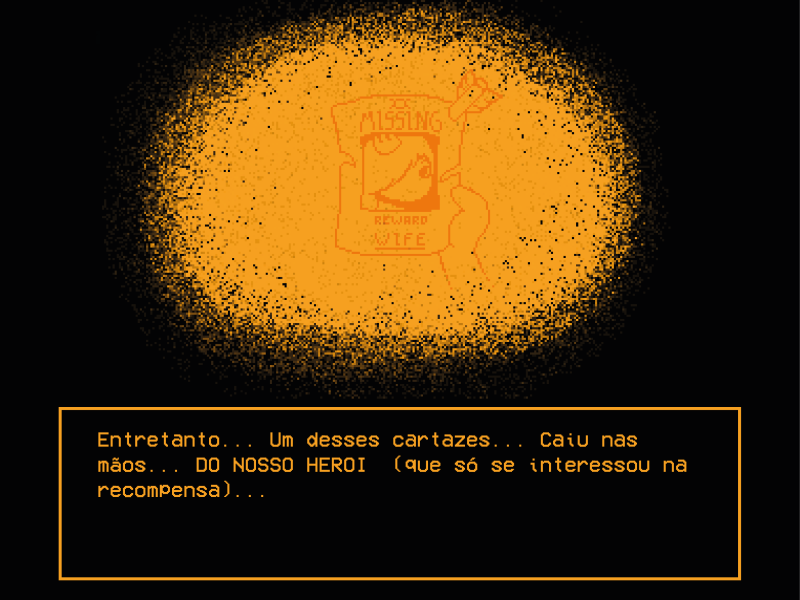 MISSING
REWARD
WIFE
Entretanto... Um desses cartazes... Caiu nas
mãos... DO NOSSO HEROI (que só se interessou na
recompensa)...